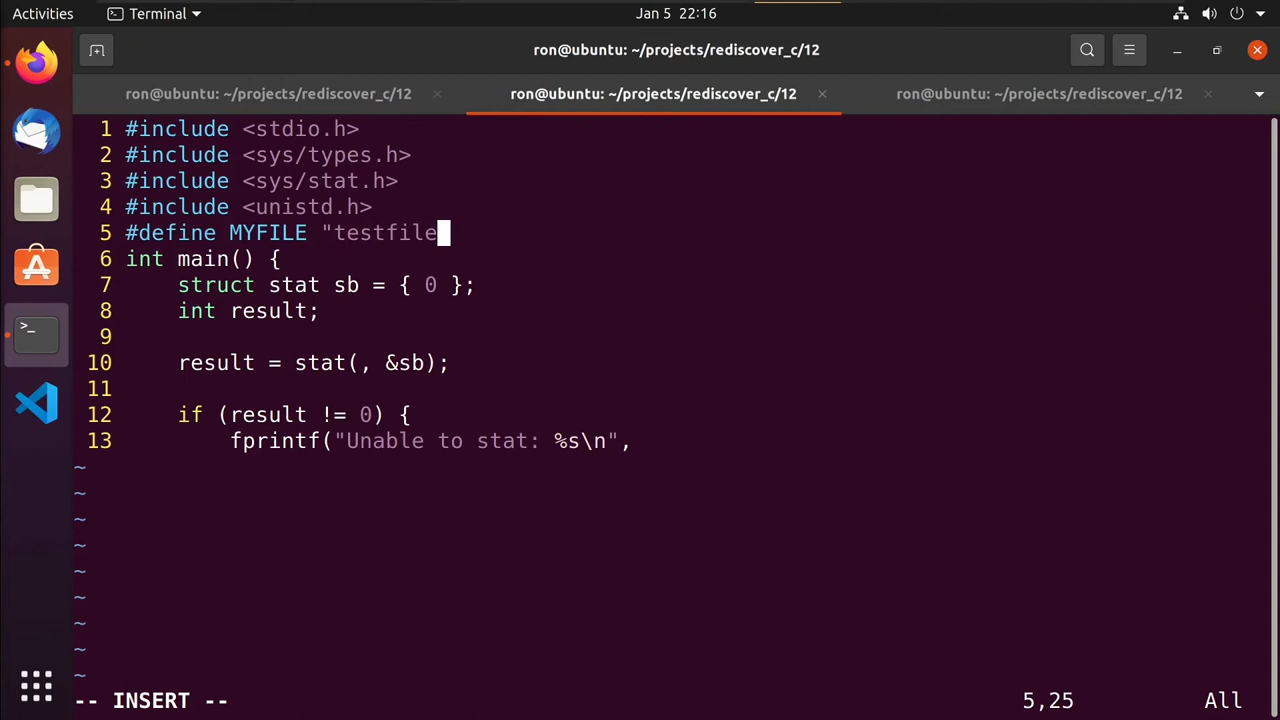 Activities
Terminal
Jan 5 22:16
ron@ubuntu: ~/projects/rediscover_c/12
ron@ubuntu: ~/projects/rediscover_c/12
ron@ubuntu: ~/projects/rediscover_c/12
ron@ubuntu: ~/projects/rediscover_c/12
1 #include <stdio.h>
2 #include <sys/types.h>
3 #include <sys/stat.h>
4 #include <unistd.h>
5 #define MYFILE "testfile
6 int main() {
7     struct stat sb = { 0 };
8     int result;
9
10     result = stat(, &sb);
11
12     if (result != 0) {
13         fprintf("Unable to stat: %s\n",
~
~
~
~
~
~
~
~
~
-- INSERT -- 5,25 All